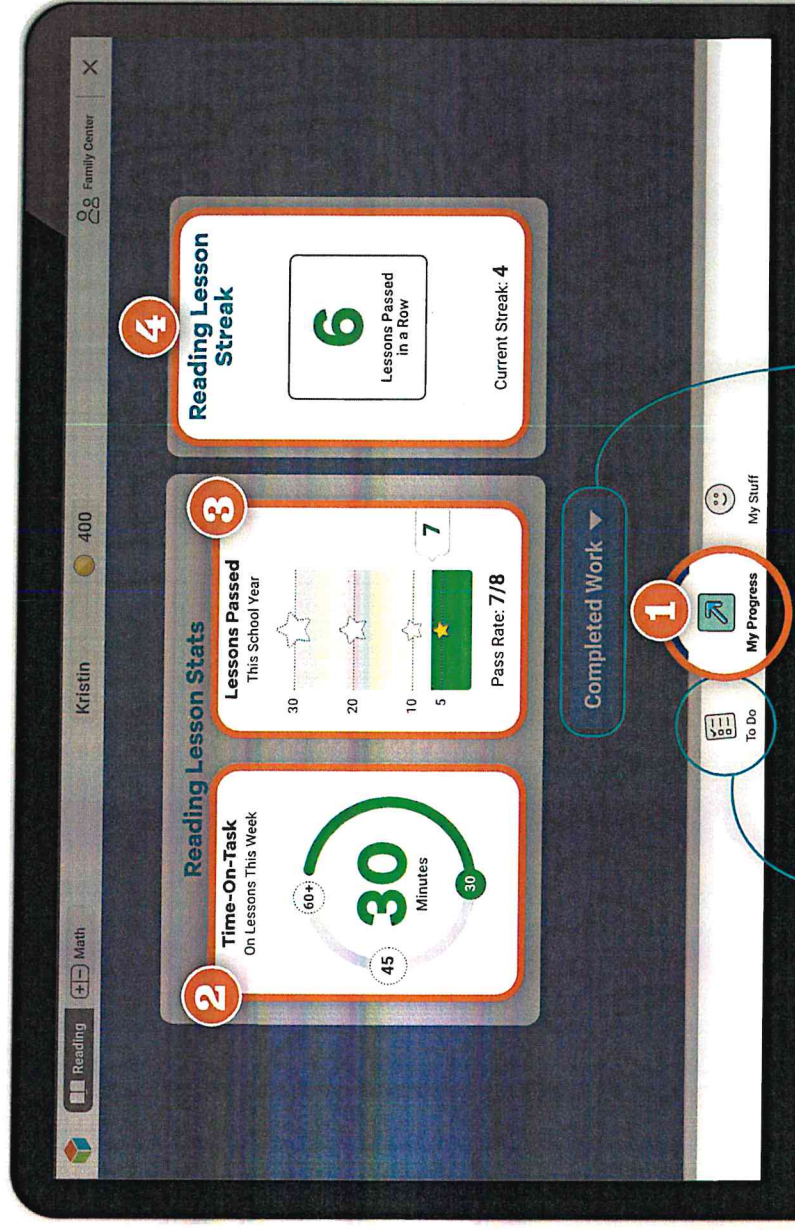 Reading
Math
Kristin
400
Family Center
Reading Lesson Stats
2
Time-On-Task
On Lessons This Week
60+
45
30
Minutes
30
3
Lessons Passed
This School Year
30
20
10
5
7
Pass Rate: 7/8
4
Reading Lesson
Streak
6
Lessons Passed
in a Row
Current Streak: 4
Completed Work
1
To Do
My Progress
My Stuff